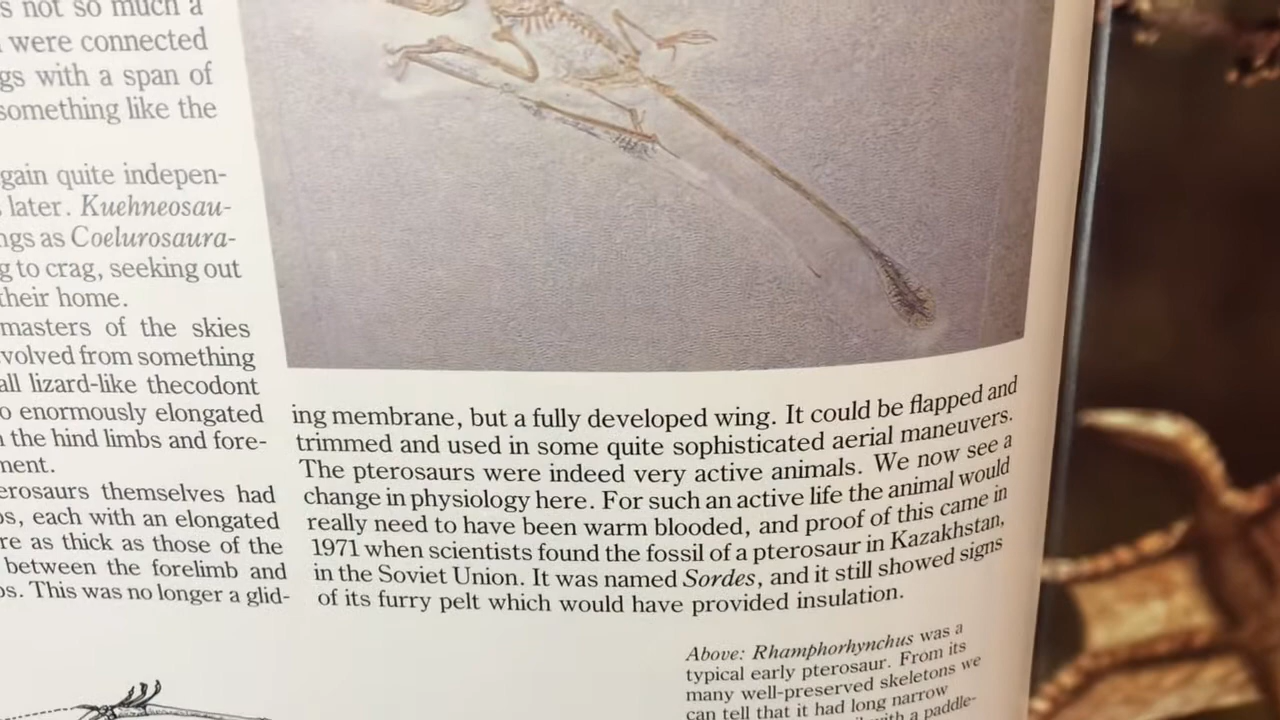 s not so much a
were connected
gs with a span of
something like the
gain quite indepen-
later. Kuehneosau-
ngs as Coelurosaura-
g to crag, seeking out
their home.
masters of the skies
volved from something
all lizard-like thecodont
o enormously elongated
the hind limbs and fore-
ment.
erosaurs themselves had
os, each with an elongated
re as thick as those of the
between the forelimb and
os. This was no longer a glid-
ing membrane, but a fully developed wing. It could be flapped and
trimmed and used in some quite sophisticated aerial maneuvers.
The pterosaurs were indeed very active animals. We now see a
change in physiology here. For such an active life the animal would
really need to have been warm blooded, and proof of this came in
1971 when scientists found the fossil of a pterosaur in Kazakhstan,
in the Soviet Union. It was named Sordes, and it still showed signs
of its furry pelt which would have provided insulation.
Above: Rhamphorhynchus was a
typical early pterosaur. From its
many well-preserved skeletons we
can tell that it had long narrow
with a paddle-